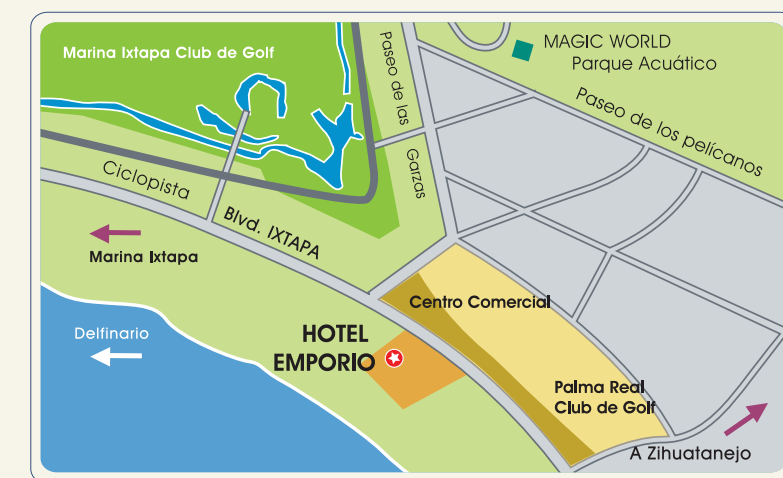 Marina Ixtapa Club de Golf
MAGIC WORLD
Parque Acuático
Paseo de las
Garzas
Paseo de los pelícanos
Ciclopista
Blvd. IXTAPA
Marina Ixtapa
Centro Comercial
Delfinario
HOTEL
EMPORIO
Palma Real
Club de Golf
A Zihuatanejo